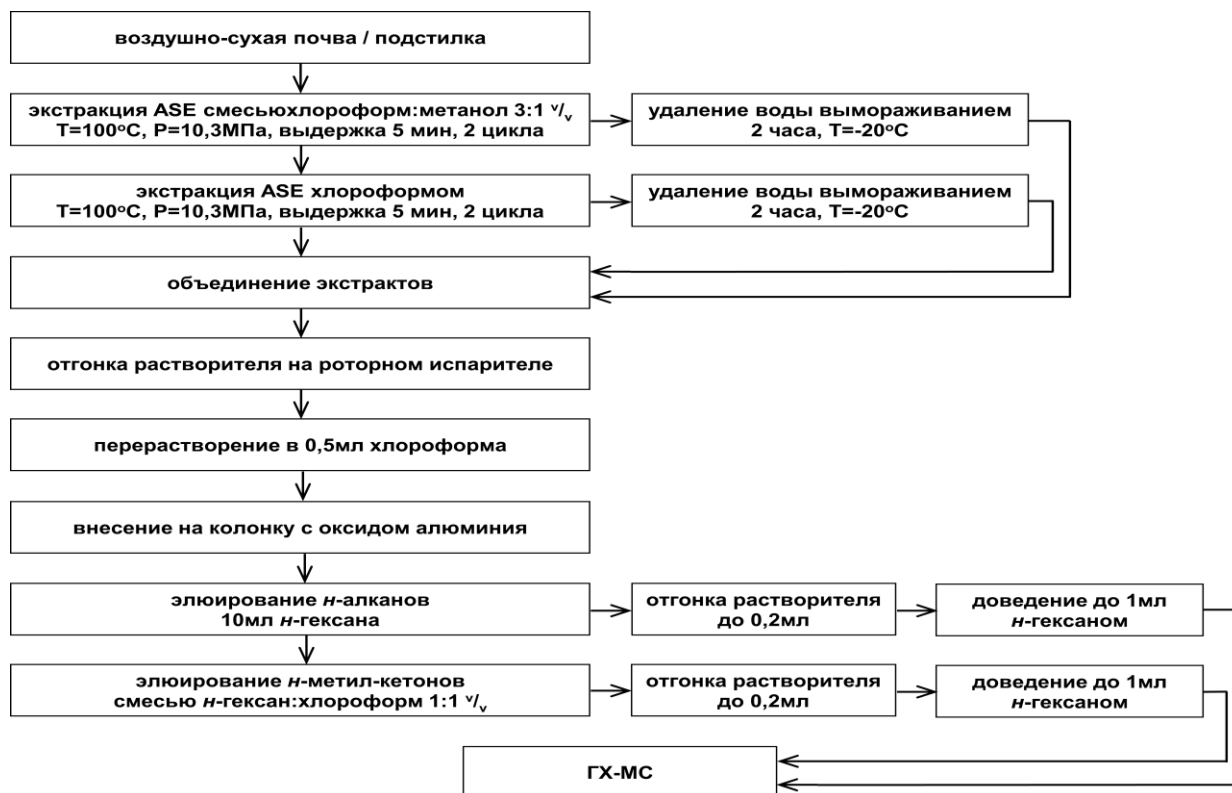 воздушно-сухая почва / подстилка
экстракция ASE смесьюхлороформ:метанол 3:1 v/v
T=100oC, P=10,3МПа, выдержка 5 мин, 2 цикла
удаление воды вымораживанием
2 часа, T=-20oC
экстракция ASE хлороформом
T=100oC, P=10,3МПа, выдержка 5 мин, 2 цикла
удаление воды вымораживанием
2 часа, T=-20oC
объединение экстрактов
отгонка растворителя на роторном испарителе
перерастворение в 0,5мл хлороформа
внесение на колонку с оксидом алюминия
элюирование н-алканов
10мл н-гексана
отгонка растворителя
до 0,2мл
доведение до 1мл
н-гексаном
элюирование н-метил-кетонов
смесью н-гексан:хлороформ 1:1 v/v
отгонка растворителя
до 0,2мл
доведение до 1мл
н-гексаном
ГХ-МС